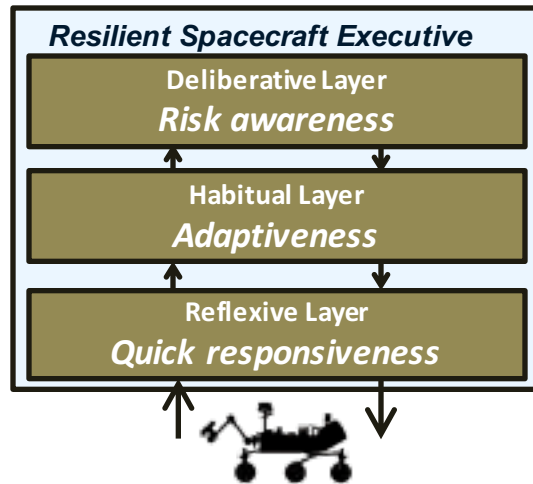 Resilient Spacecraft Executive
Deliberative Layer
Risk awareness
Habitual Layer
Adaptiveness
Reflexive Layer
Quick responsiveness